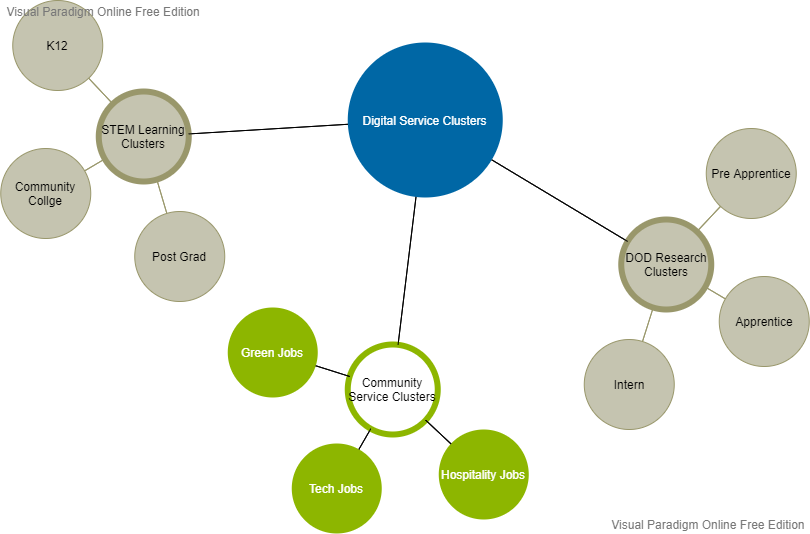 Visual Paradigm Online Free Edition
K12
Digital Service Clusters
STEM Learning
Clusters
Pre Apprentice
Community
Collge
Post Grad
DOD Research
Clusters
Apprentice
Green Jobs
Community
Service Clusters
Intern
Hospitality Jobs
Tech Jobs
Visual Paradigm Online Free Edition